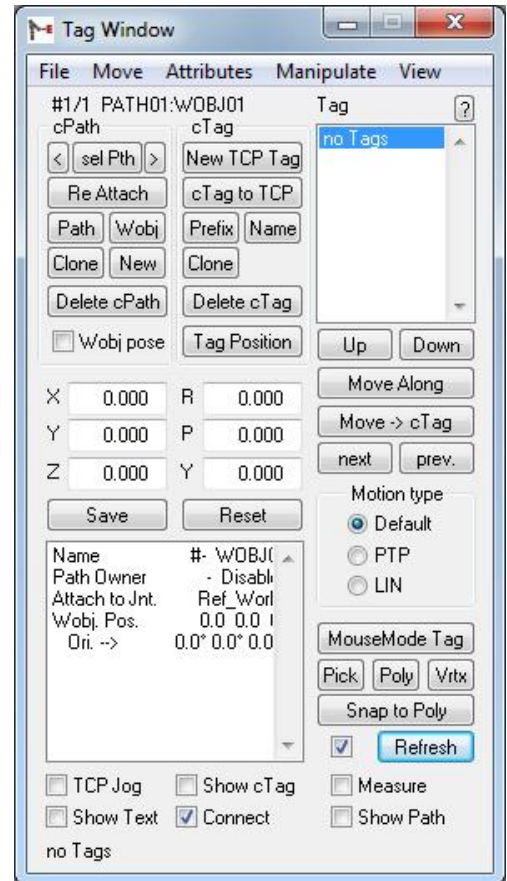 Tag Window
File Move Attributes Manipulate View
#1/1 PATH01:WOBJ01 Tag ?
cPath cTag
no Tags
< sel Pth > New TCP Tag
Re Attach cTag to TCP
Path Wobj Prefix Name
Clone New Clone
Delete cPath Delete cTag
Wobj pose Tag Position Up Down
Move Along
X 0.000 R 0.000
Move -> cTag
Y 0.000 P 0.000
next prev.
Z 0.000 Y 0.000
Motion type
Save Reset
Default
Name #- WOBJ(
PTP
Path Owner - Disabl
LIN
Attach to Jnt. Ref_Worl
Wobj. Pos. 0.0 0.0
Ori. --> 0.0° 0.0° 0.0
MouseMode Tag
Pick Poly Vrtx
Snap to Poly
Refresh
TCP Jog Show cTag Measure
Show Text Connect Show Path
no Tags